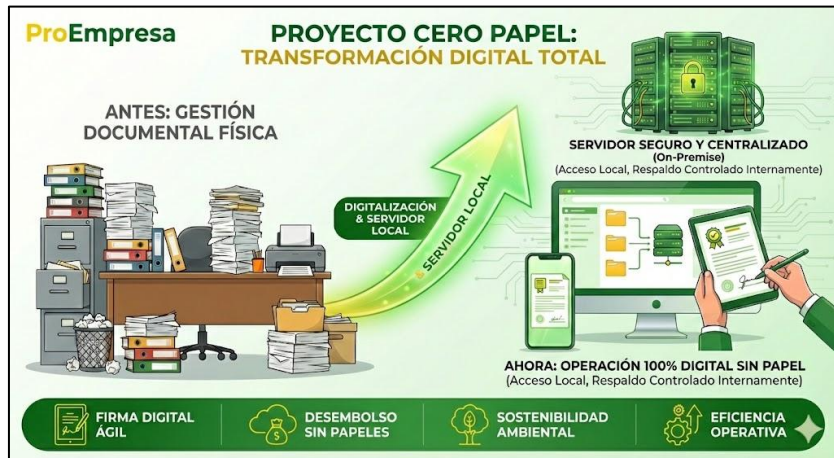 ProEmpresa
PROYECTO CERO PAPEL:
TRANSFORMACIÓN DIGITAL TOTAL
ANTES: GESTIÓN
DOCUMENTAL FÍSICA
DIGITALIZACIÓN
& SERVIDOR
LOCAL
& SERVIDOR LOCAL
SERVIDOR SEGURO Y CENTRALIZADO
(On-Premise)
(Acceso Local, Respaldo Controlado Internamente)
AHORA: OPERACIÓN 100% DIGITAL SIN PAPEL
(Acceso Local, Respaldo Controlado Internamente)
FIRMA DIGITAL
ÁGIL
DESEMBOLSO
SIN PAPELES
SOSTENIBILIDAD
AMBIENTAL
EFICIENCIA
OPERATIVA